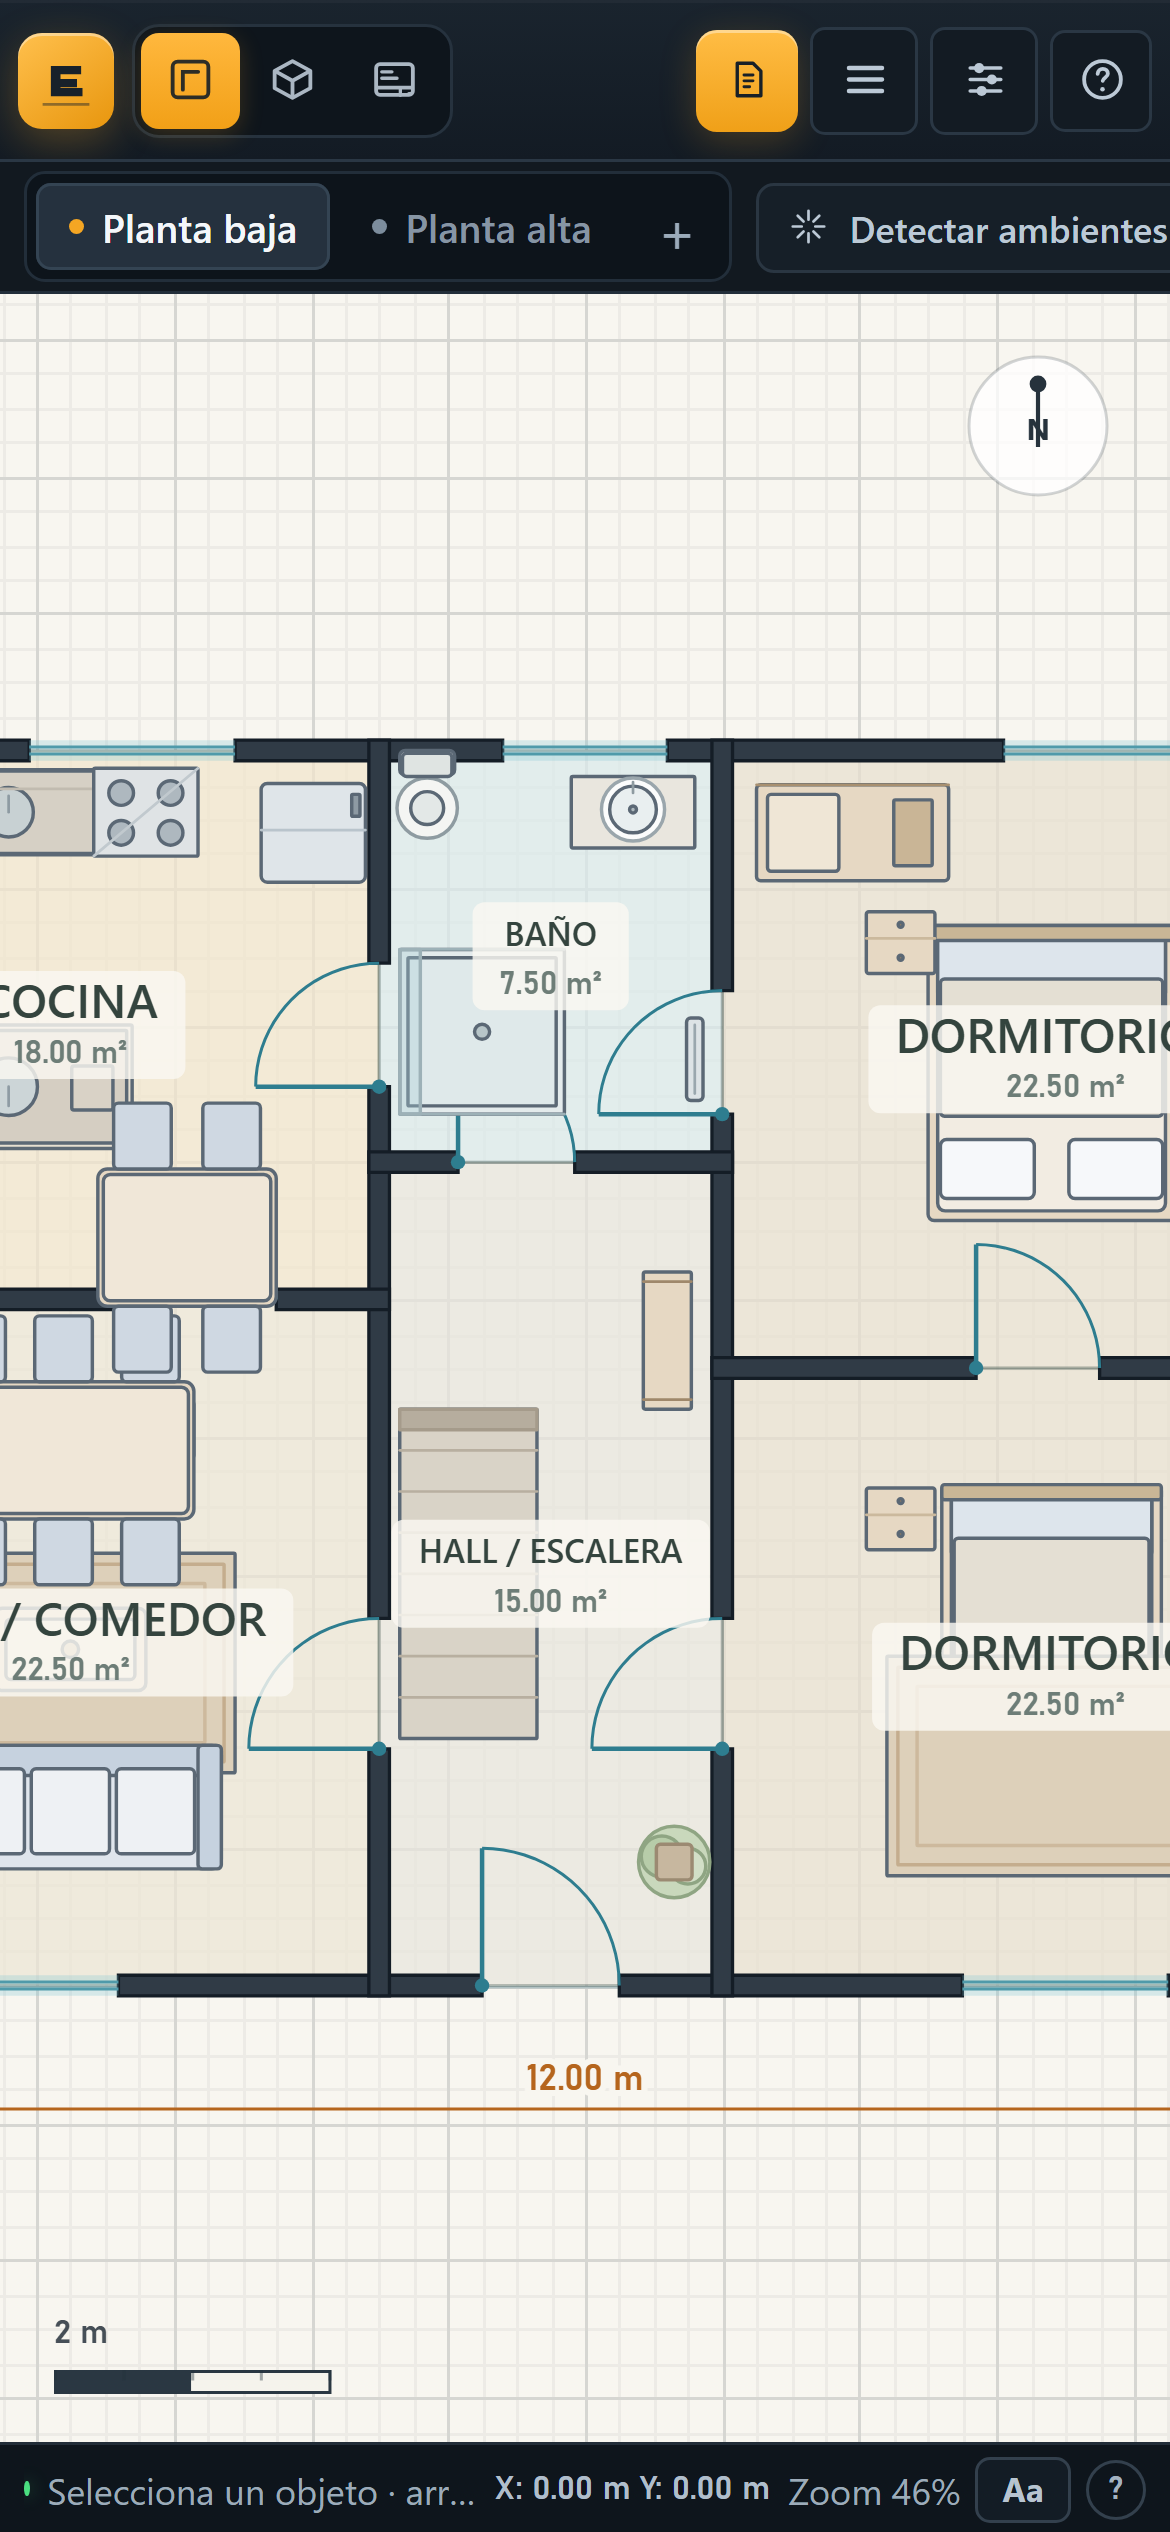 E
Planta baja
Planta alta
+
Detectar ambientes
N
BAÑO
7.50 m²
COCINA
18.00 m²
DORMITORIO
22.50 m²
HALL / ESCALERA
15.00 m²
/ COMEDOR
22.50 m²
DORMITORIO
22.50 m²
12.00 m
2 m
Selecciona un objeto · arr...
X: 0.00 m Y: 0.00 m
Zoom 46%
Aa
?